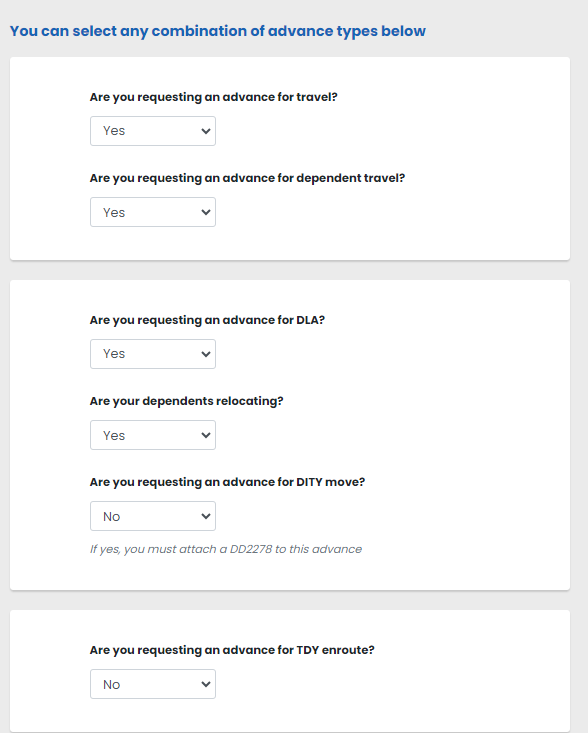 You can select any combination of advance types below
Are you requesting an advance for travel?
Yes
Are you requesting an advance for dependent travel?
Yes
Are you requesting an advance for DLA?
Yes
Are your dependents relocating?
Yes
Are you requesting an advance for DITY move?
No
If yes, you must attach a DD2278 to this advance
Are you requesting an advance for TDY enroute?
No